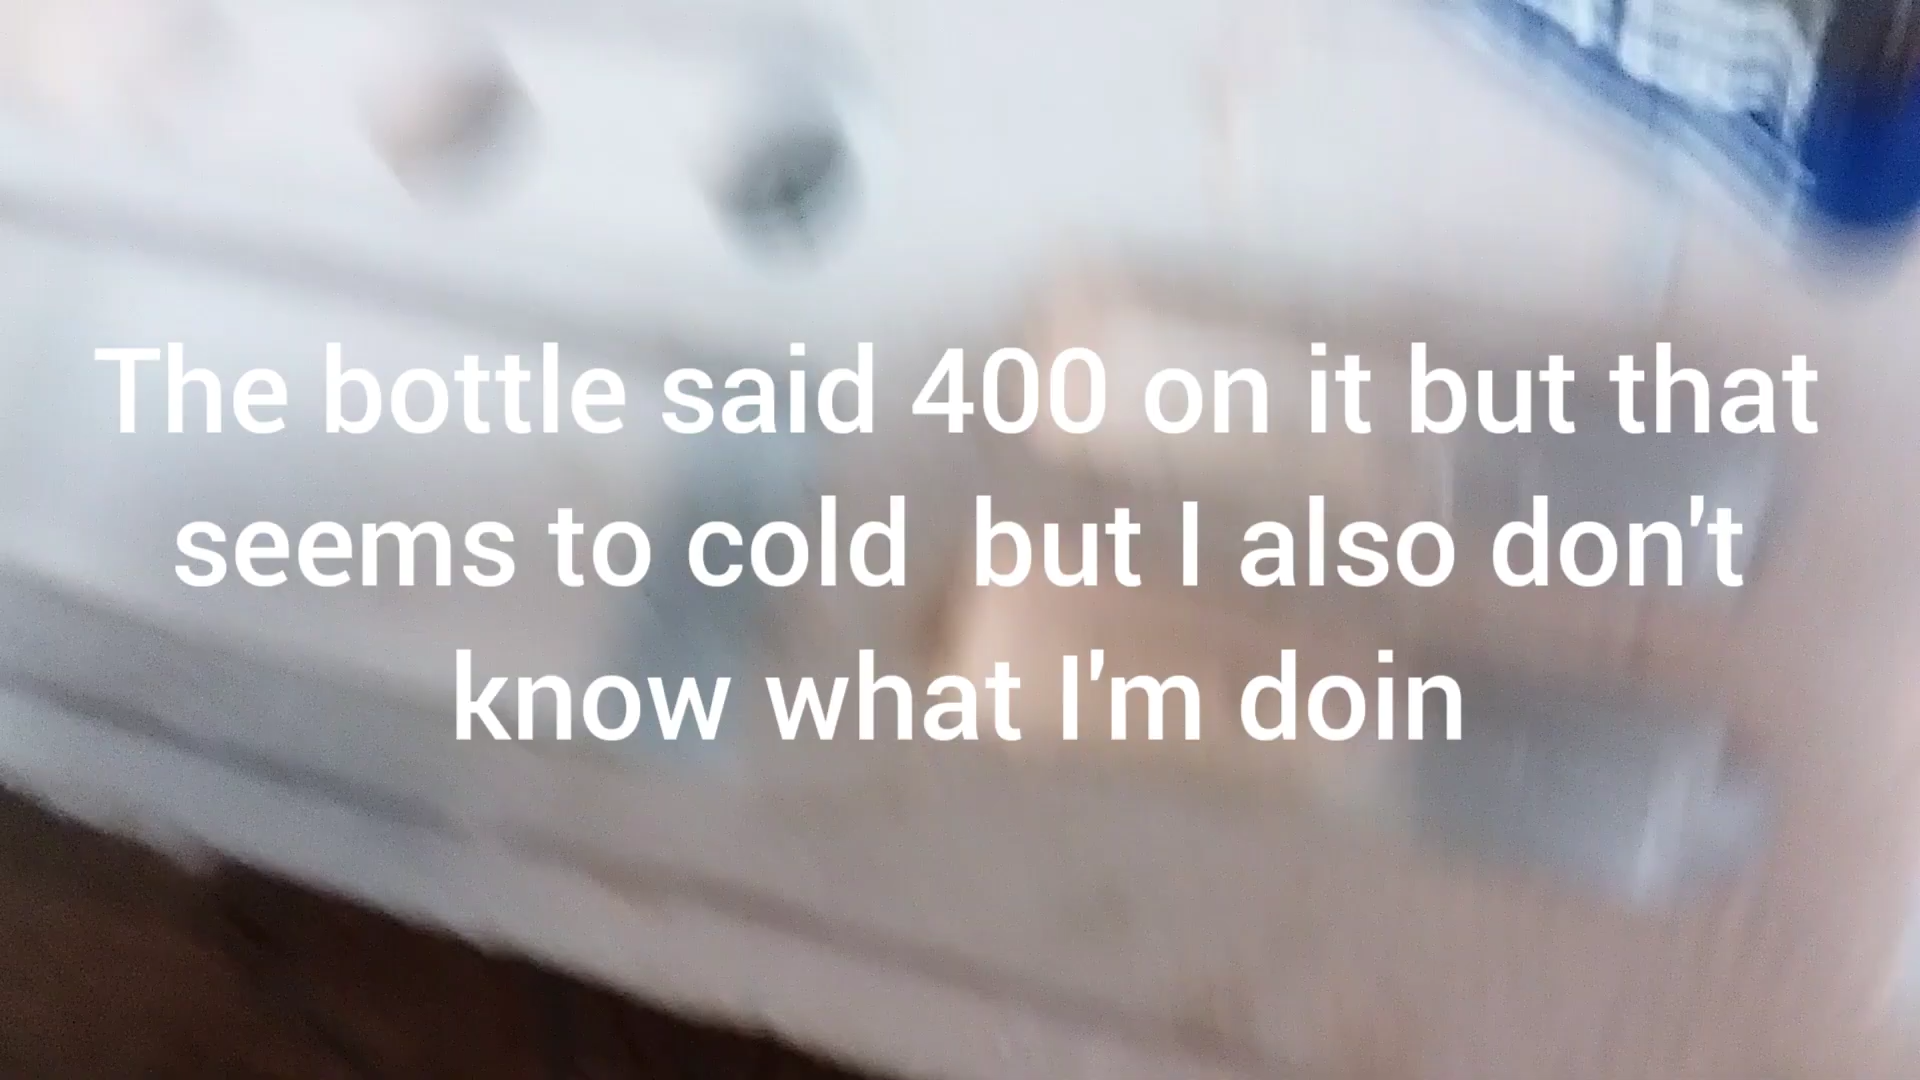 The bottle said 400 on it but that
seems to cold  but I also don't
know what I'm doin